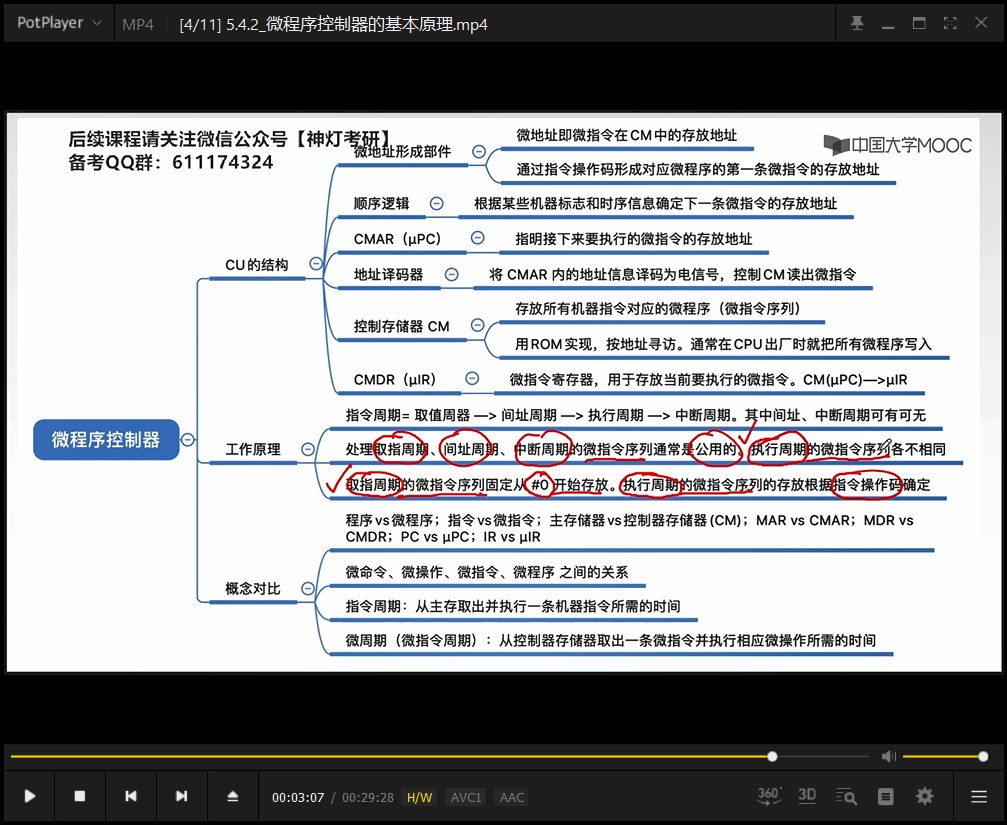 PotPlayer
MP4
[4/11] 5.4.2_微程序控制器的基本原理.mp4
后续课程请关注微信公众号【神灯考研】
备考QQ群：611174324
中国大学MOOC
微程序控制器
CU的结构
微地址形成部件
微地址即微指令在CM中的存放地址
通过指令操作码形成对应微程序的第一条微指令的存放地址
顺序逻辑
根据某些机器标志和时序信息确定下一条微指令的存放地址
CMAR（μPC）
指明接下来要执行的微指令的存放地址
地址译码器
将 CMAR 内的地址信息译码为电信号，控制CM读出微指令
控制存储器 CM
存放所有机器指令对应的微程序（微指令序列）
用ROM实现，按地址寻访。通常在CPU出厂时就把所有微程序写入
CMDR（μIR）
微指令寄存器，用于存放当前要执行的微指令。CM(μPC)—>μIR
工作原理
指令周期= 取值周器 —> 间址周期 —> 执行周期 —> 中断周期。其中间址、中断周期可有可无
处理取指周期、间址周期、中断周期的微指令序列通常是公用的。执行周期的微指令序列各不相同
取指周期的微指令序列固定从 #0 开始存放。执行周期的微指令序列的存放根据指令操作码确定
概念对比
程序vs微程序；指令vs微指令；主存储器vs控制器存储器(CM)；MAR vs CMAR；MDR vs
CMDR；PC vs μPC；IR vs μIR
微命令、微操作、微指令、微程序 之间的关系
指令周期：从主存取出并执行一条机器指令所需的时间
微周期（微指令周期）：从控制器存储器取出一条微指令并执行相应微操作所需的时间
00:03:07 / 00:29:28 H/W AVC1 AAC
360°
3D